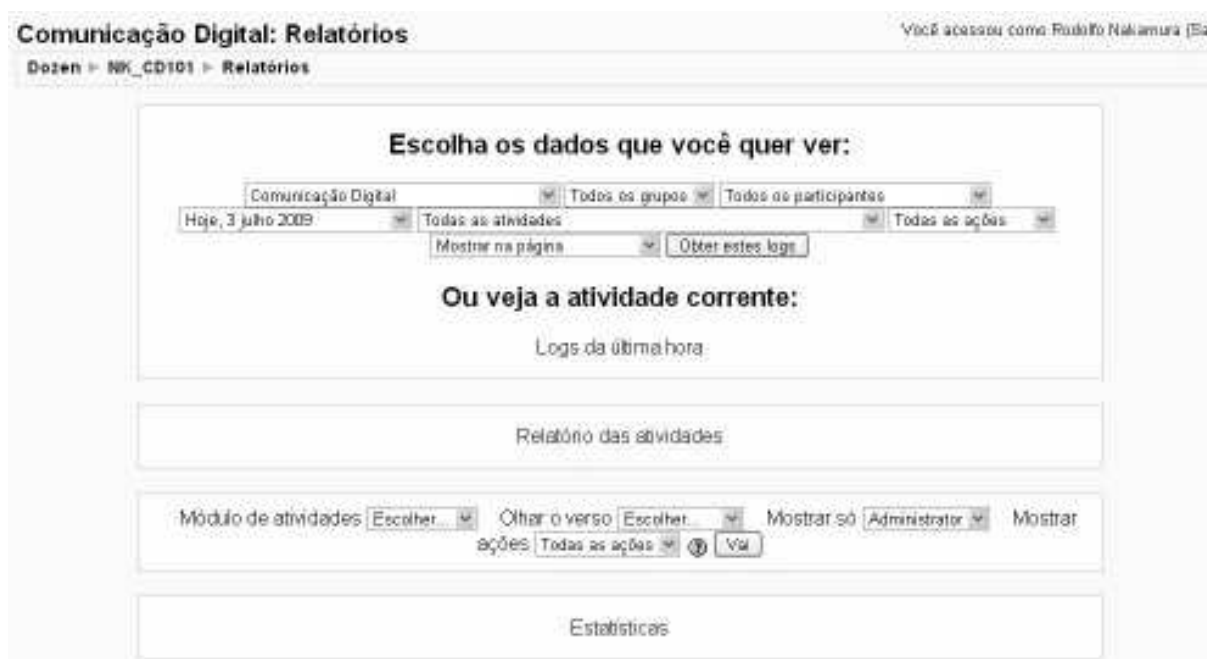 Comunicação Digital: Relatórios
Você acessou como Rodolfo Nakamura (Sa
Dozen ► NK_CD101 ► Relatórios
Escolha os dados que você quer ver:
Comunicação Digital Todos os grupos Todos os participantes
Hoje, 3 julho 2009 Todas as atividades Todas as ações
Mostrar na página Obter estes logs
Ou veja a atividade corrente:
Logs da última hora
Relatório das atividades
Módulo de atividades Escolher... Olhar o verso Escolher... Mostrar só Administrator Mostrar
ações Todas as ações ? Vai
Estatísticas